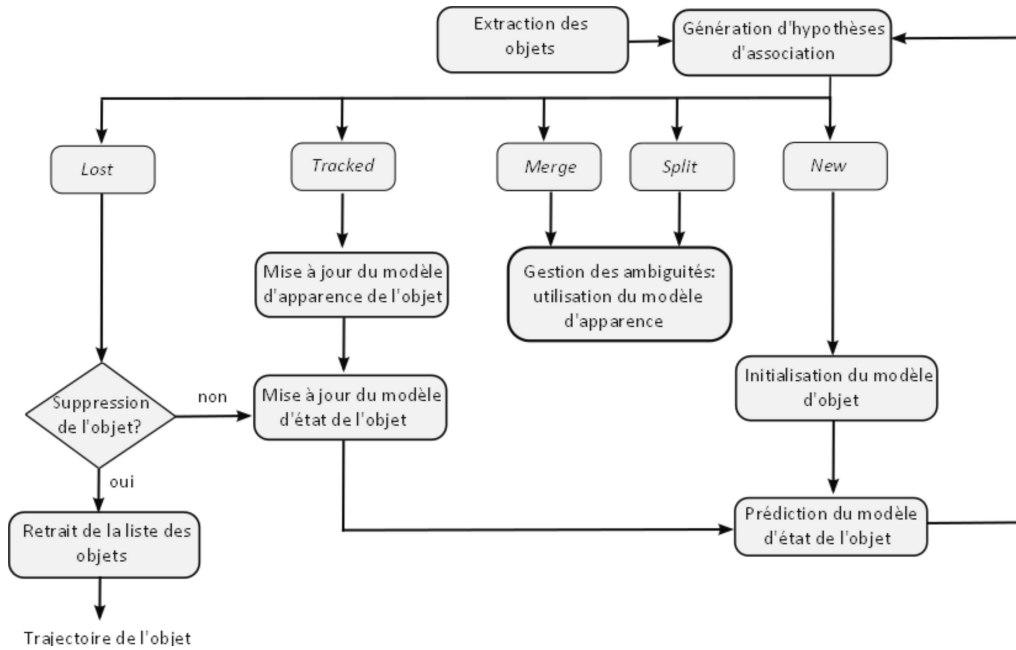 Extraction des
objets
Génération d'hypothèses
d'association
Lost
Tracked
Merge
Split
New
Mise à jour du modèle
d'apparence de l'objet
Gestion des ambiguités:
utilisation du modèle
d'apparence
Suppression
de l'objet?
non
Mise à jour du modèle
d'état de l'objet
Initialisation du modèle
d'objet
oui
Retrait de la liste des
objets
Prédiction du modèle
d'état de l'objet
Trajectoire de l'objet